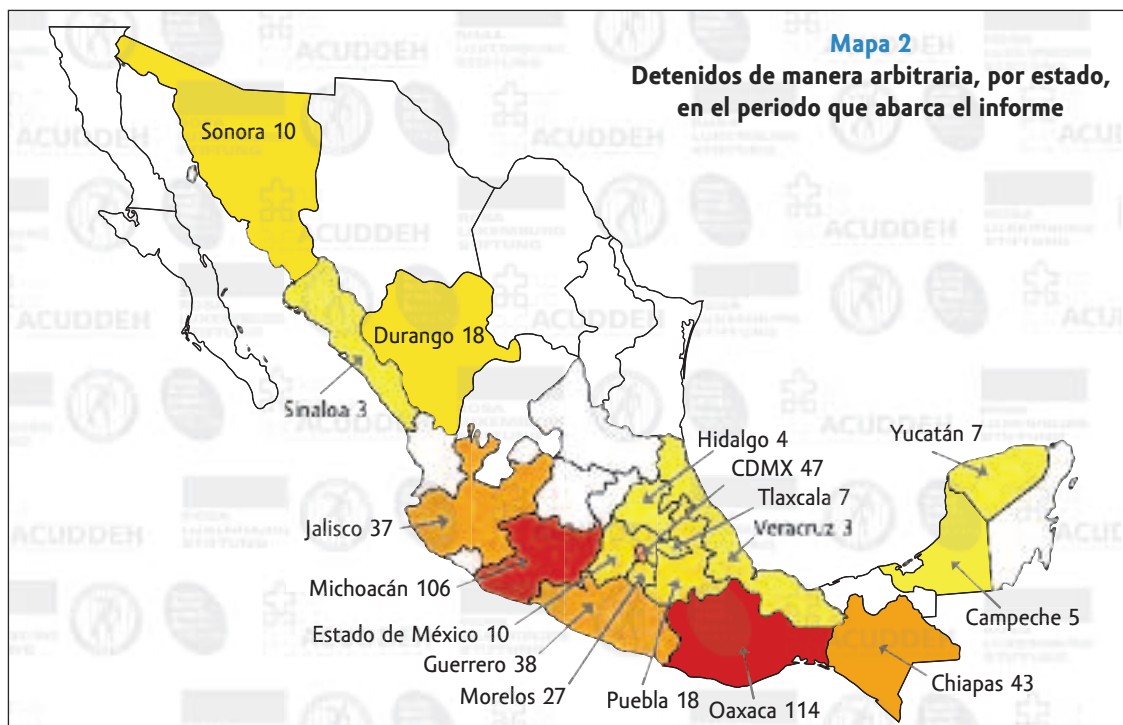 Mapa 2
Detenidos de manera arbitraria, por estado,
en el periodo que abarca el informe
Sonora 10
Durango 18
Sinaloa 3
Hidalgo 4
CDMX 47
Tlaxcala 7
Veracruz 3
Yucatán 7
Jalisco 37
Michoacán 106
Estado de México 10
Guerrero 38
Morelos 27
Puebla 18
Oaxaca 114
Campeche 5
Chiapas 43
ACUDDEH